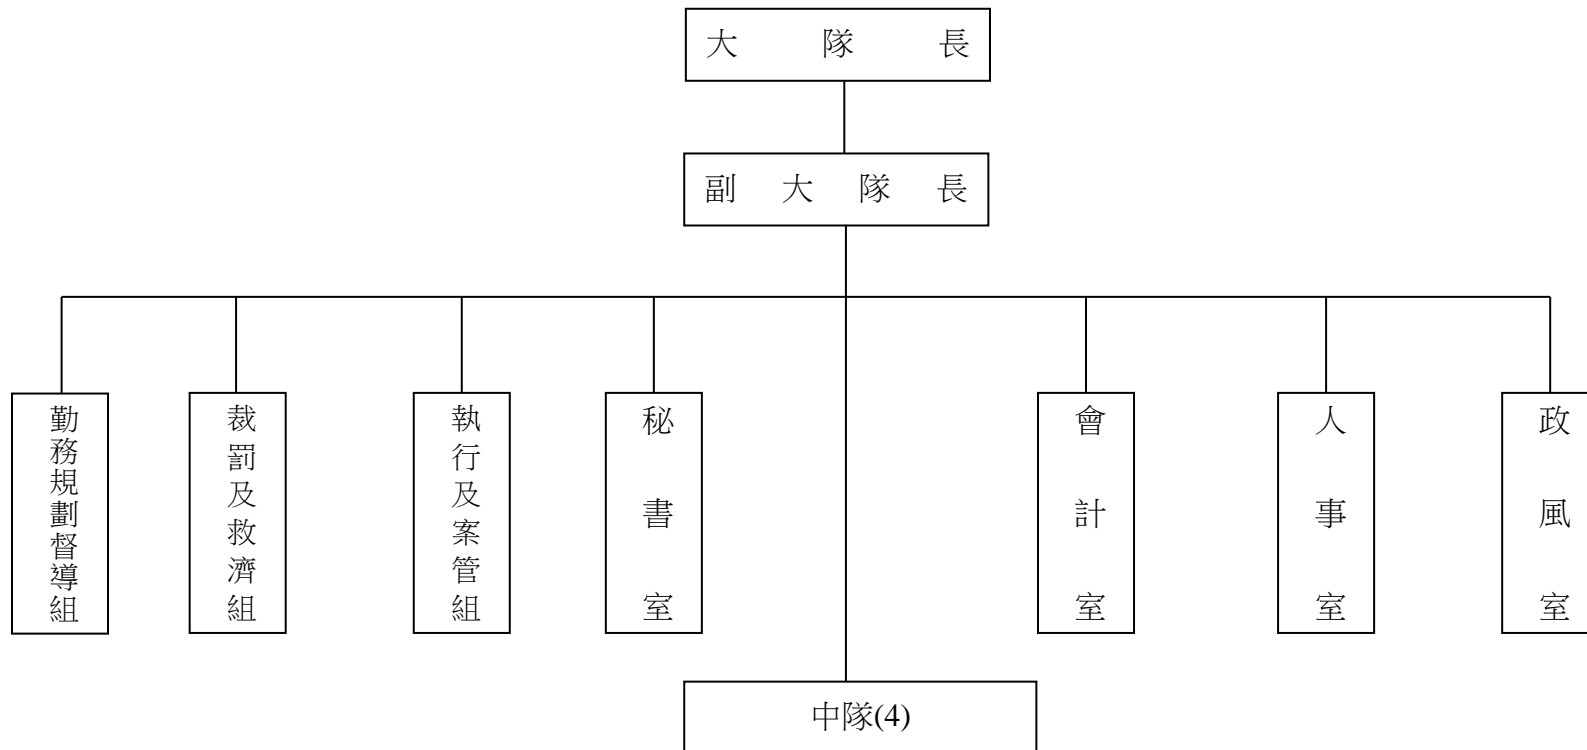 大隊長
副大隊長
勤務規劃督導組
裁罰及救濟組
執行及案管組
秘書室
會計室
人事室
政風室
中隊(4)